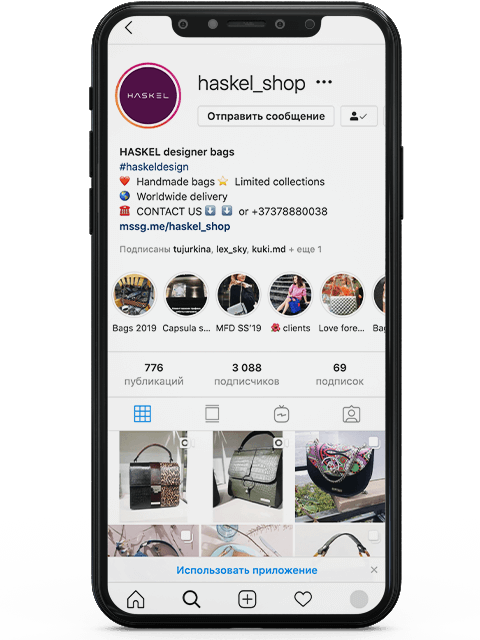 HASKEL
haskel_shop ···
Отправить сообщение
HASKEL designer bags
#haskeldesign
❤️ Handmade bags ⭐ Limited collections
🌍 Worldwide delivery
☎️ CONTACT US ⬇️ ⬇️ or +37378880038
mssg.me/haskel_shop
Подписаны tujurkina, lex_sky, kuki.md + еще 1
Bags 2019 Capsula s... MFD SS'19 🌺 clients Love fore... Bag
776 3 088 69
публикаций подписчиков подписок
Использовать приложение ×